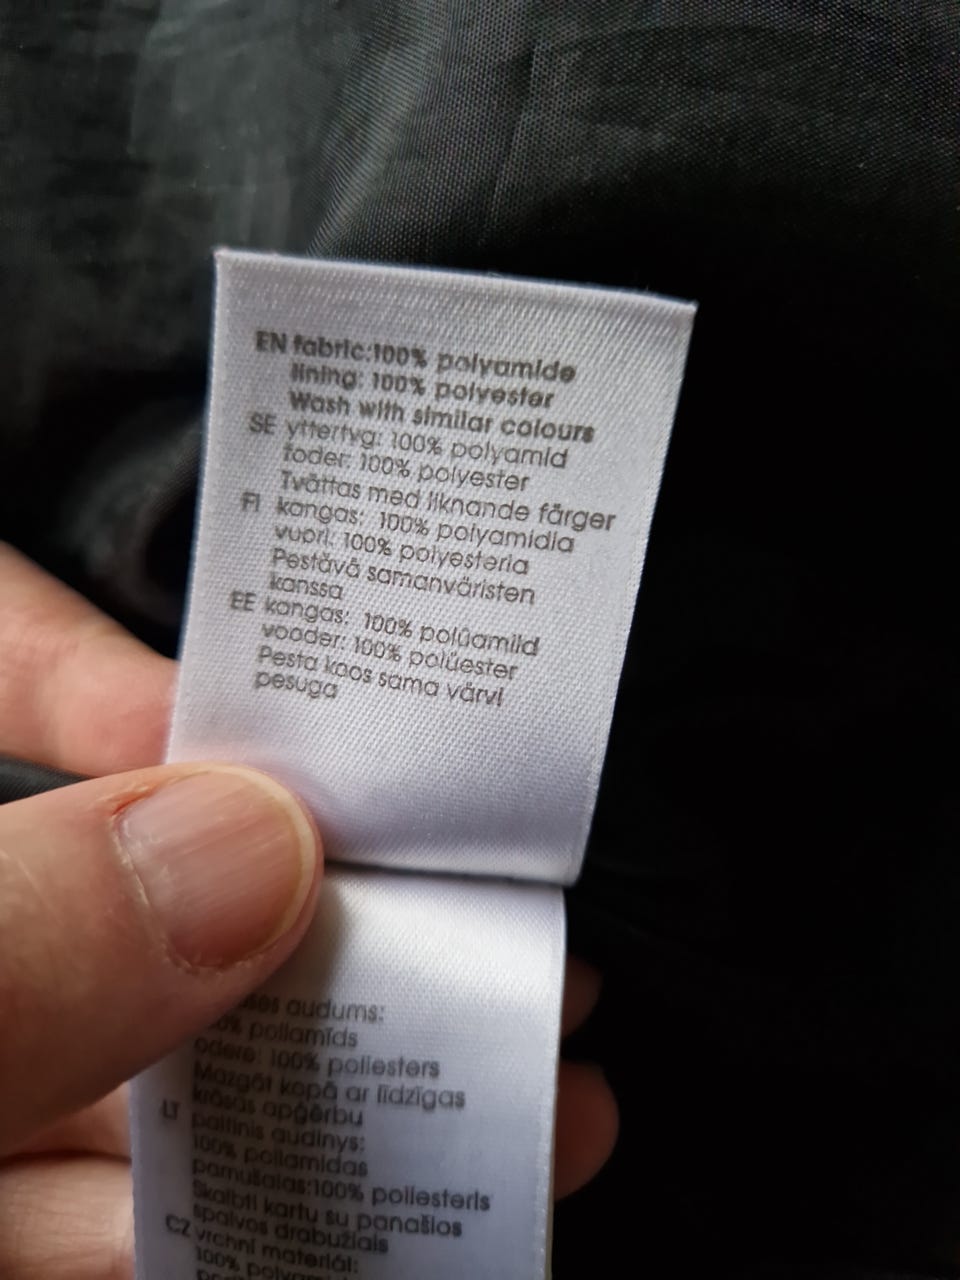 EN fabric:100% polyamide
lining: 100% polyester
Wash with similar colours
SE yttertyg: 100% polyamid
foder: 100% polyester
Tvättas med liknande färger
FI kangas: 100% polyamidia
vuori: 100% polyesteria
Pestävä samanväristen
kanssa
EE kangas: 100% polüamiid
vooder: 100% polüester
Pesta koos sama värvi
pesuga
audums:
poliamīds
odere: 100% poliesters
Mazgāt kopā ar līdzīgas
krāsas apģērbu
LT paltinis audinys:
100% poliamidas
pamušalas:100% poliesteris
Skalbti kartu su panašios
spalvos drabužiais
CZ vrchní materiál:
100%